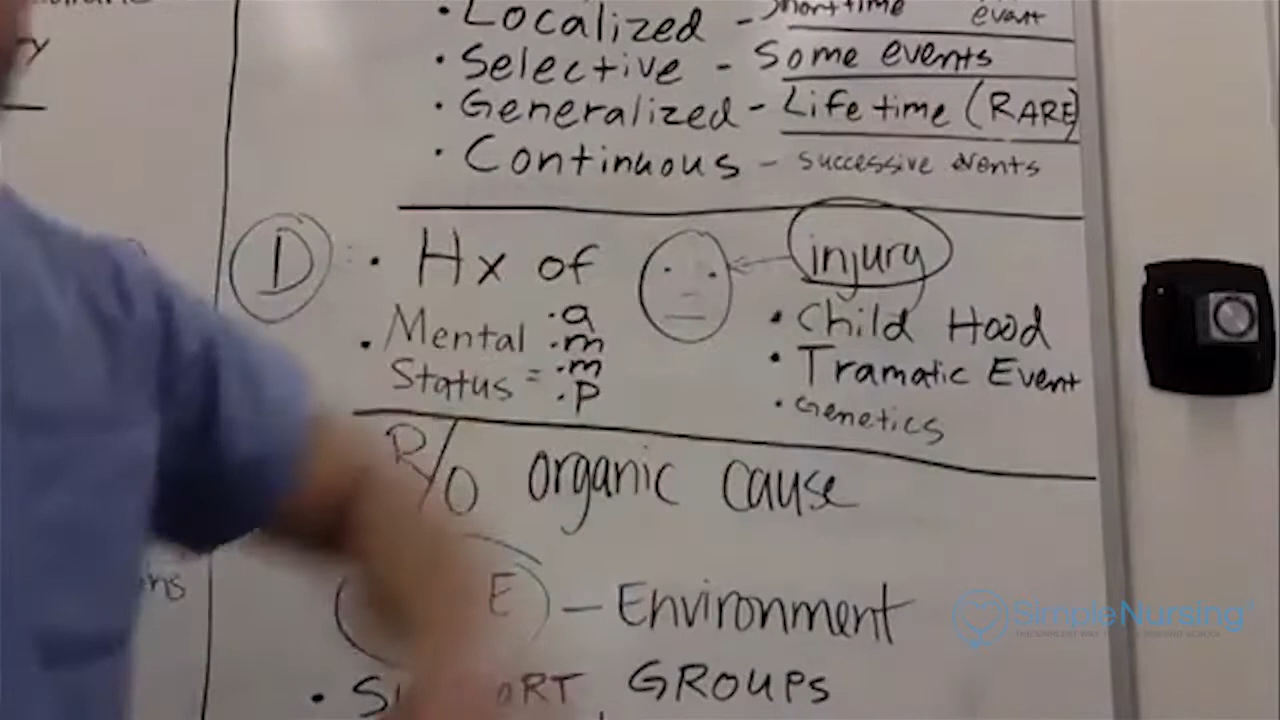 • Localized - Short time event
• Selective - Some events
• Generalized - Life time (RARE)
• Continuous - successive events
D • Hx of
injury
• Mental Status =
• a
• m
• m
• p
• Child Hood
• Tramatic Event
• Genetics
R/O organic cause
E - Environment
GROUPS
SimpleNursing